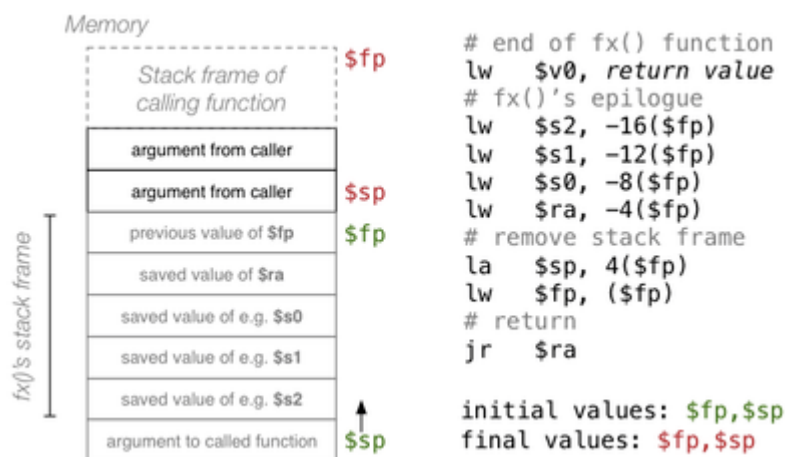 Memory
Stack frame of
calling function
$fp
argument from caller
argument from caller
$sp
previous value of $fp
$fp
saved value of $ra
saved value of e.g. $s0
saved value of e.g. $s1
saved value of e.g. $s2
argument to called function
$sp
fx()'s stack frame
# end of fx() function
lw $v0, return value
# fx()'s epilogue
lw $s2, -16($fp)
lw $s1, -12($fp)
lw $s0, -8($fp)
lw $ra, -4($fp)
# remove stack frame
la $sp, 4($fp)
lw $fp, ($fp)
# return
jr $ra
initial values: $fp,$sp
final values: $fp,$sp